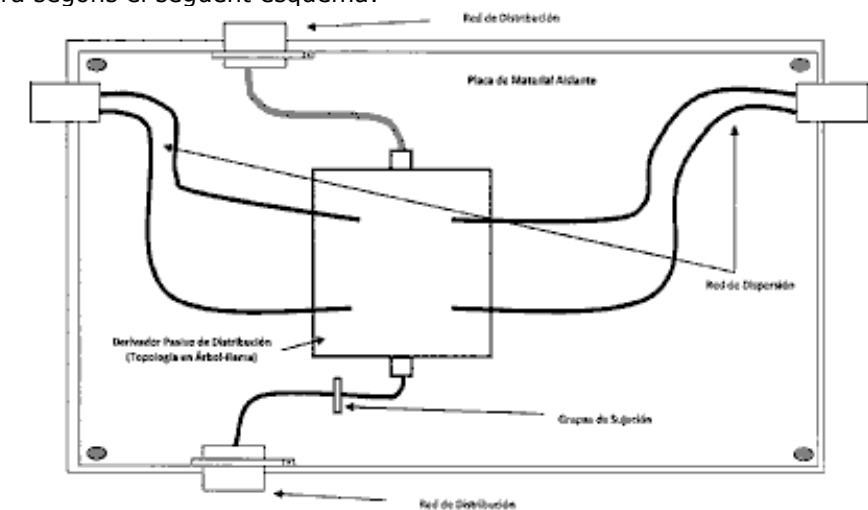 segons el següent esquema:
Red de Distribución
Placa de Material Aislante
Red de Dispersión
Derivador Pasivo de Distribución
(Topología en Árbol-Rama)
Grapas de Sujeción
Red de Distribución